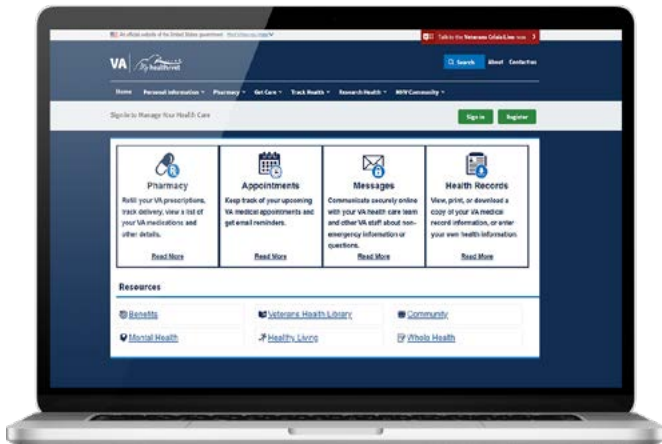 An official website of the United States government
Talk to the Veterans Crisis Line now
VA
My healthevet
Search About Contact us
Home Personal Information Pharmacy Get Care Track Health Research Health MHV Community
Sign in to Manage Your Health Care
Sign in Register
Pharmacy
Refill your VA prescriptions,
track delivery, view a list of
your VA medications and
other details.
Read More
Appointments
Keep track of your upcoming
VA medical appointments and
get email reminders.
Read More
Messages
Communicate securely online
with your VA health care team
and other VA staff about non-
emergency information or
questions.
Read More
Health Records
View, print, or download a
copy of your VA medical
record information, or enter
your own health information.
Read More
Resources
Benefits
Veterans Health Library
Community
Mental Health
Healthy Living
Whole Health